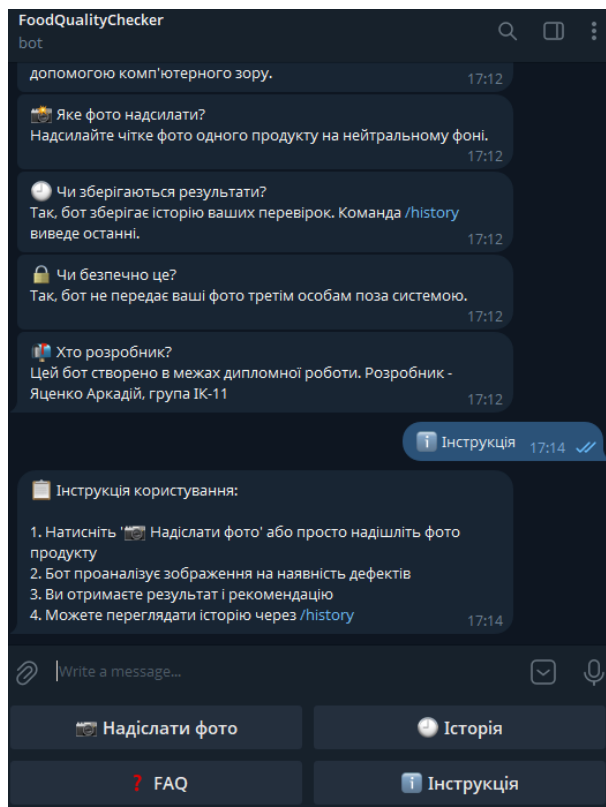 FoodQualityChecker
bot
допомогою комп'ютерного зору.
17:12
Яке фото надсилати?
Надсилайте чітке фото одного продукту на нейтральному фоні.
17:12
Чи зберігаються результати?
Так, бот зберігає історію ваших перевірок. Команда /history
виведе останні.
17:12
Чи безпечно це?
Так, бот не передає ваші фото третім особам поза системою.
17:12
Хто розробник?
Цей бот створено в межах дипломної роботи. Розробник -
Яценко Аркадій, група ІК-11
17:12
Інструкція 17:14
Інструкція користування:
1. Натисніть '📷 Надіслати фото' або просто надішліть фото
продукту
2. Бот проаналізує зображення на наявність дефектів
3. Ви отримаєте результат і рекомендацію
4. Можете переглядати історію через /history
17:14
Write a message...
Надіслати фото
Історія
FAQ
Інструкція